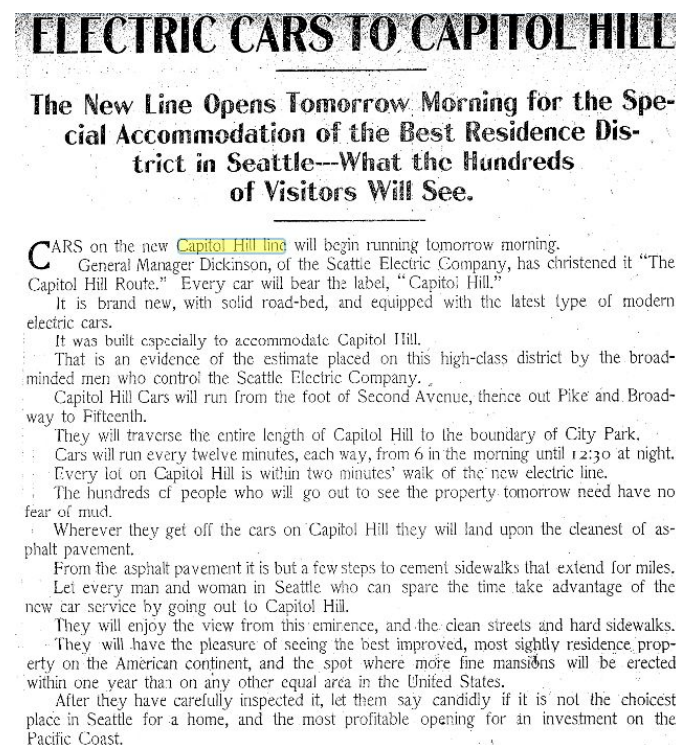 ELECTRIC CARS TO CAPITOL HILL
The New Line Opens Tomorrow Morning for the Spe-
cial Accommodation of the Best Residence Dis-
trict in Seattle---What the Hundreds
of Visitors Will See.
CARS on the new Capitol Hill line will begin running tomorrow morning.
General Manager Dickinson, of the Seattle Electric Company, has christened it "The
Capitol Hill Route." Every car will bear the label, "Capitol Hill."
It is brand new, with solid road-bed, and equipped with the latest type of modern
electric cars.
It was built especially to accommodate Capitol Hill.
That is an evidence of the estimate placed on this high-class district by the broad-
minded men who control the Seattle Electric Company.
Capitol Hill Cars will run from the foot of Second Avenue, thence out Pike and Broad-
way to Fifteenth.
They will traverse the entire length of Capitol Hill to the boundary of City Park.
Cars will run every twelve minutes, each way, from 6 in the morning until 12:30 at night.
Every lot on Capitol Hill is within two minutes' walk of the new electric line.
The hundreds of people who will go out to see the property tomorrow need have no
fear of mud.
Wherever they get off the cars on Capitol Hill they will land upon the cleanest of as-
phalt pavement.
From the asphalt pavement it is but a few steps to cement sidewalks that extend for miles.
Let every man and woman in Seattle who can spare the time take advantage of the
new car service by going out to Capitol Hill.
They will enjoy the view from this eminence, and the clean streets and hard sidewalks.
They will have the pleasure of seeing the best improved, most sightly residence prop-
erty on the American continent, and the spot where more fine mansions will be erected
within one year than on any other equal area in the United States.
After they have carefully inspected it, let them say candidly if it is not the choicest
place in Seattle for a home, and the most profitable opening for an investment on the
Pacific Coast.